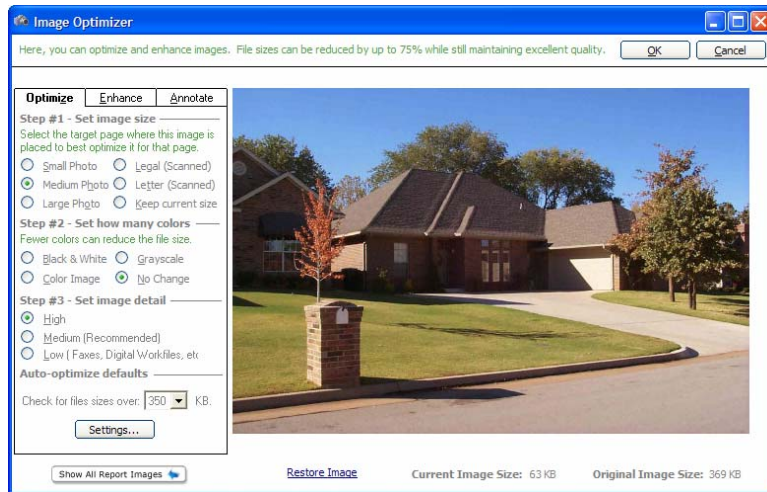 Image Optimizer
Here, you can optimize and enhance images. File sizes can be reduced by up to 75% while still maintaining excellent quality.
OK
Cancel
Optimize Enhance Annotate
Step #1 - Set image size
Select the target page where this image is
placed to best optimize it for that page.
Small Photo Legal (Scanned)
Medium Photo Letter (Scanned)
Large Photo Keep current size
Step #2 - Set how many colors
Fewer colors can reduce the file size.
Black & White Grayscale
Color Image No Change
Step #3 - Set image detail
High
Medium (Recommended)
Low ( Faxes, Digital Workfiles, etc
Auto-optimize defaults
Check for files sizes over: 350 KB.
Settings...
Show All Report Images
Restore Image
Current Image Size: 63 KB
Original Image Size: 369 KB